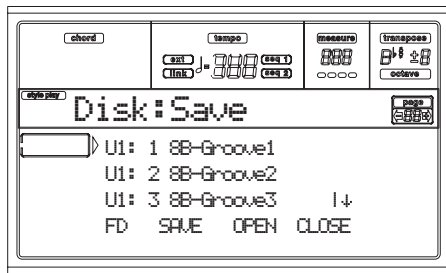 chord tempo measure transpose
ext seq 1
link seq 2
octave
style play Disk:Save page
U1: 1 8B-Groove1
U1: 2 8B-Groove2
U1: 3 8B-Groove3
FD SAVE OPEN CLOSE